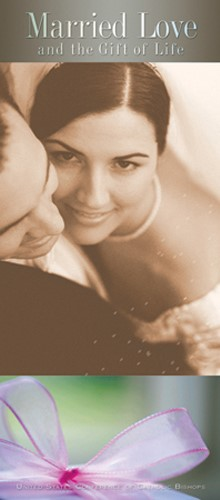 Married Love
and the Gift of Life
United States Conference of Catholic Bishops